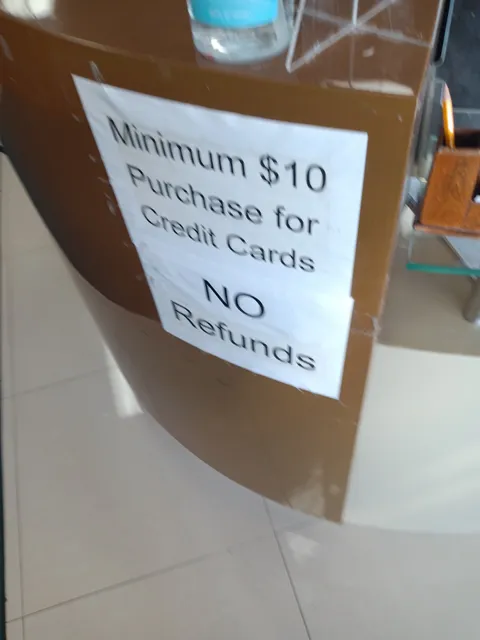 Minimum $10
Purchase for
Credit Cards
NO
Refunds